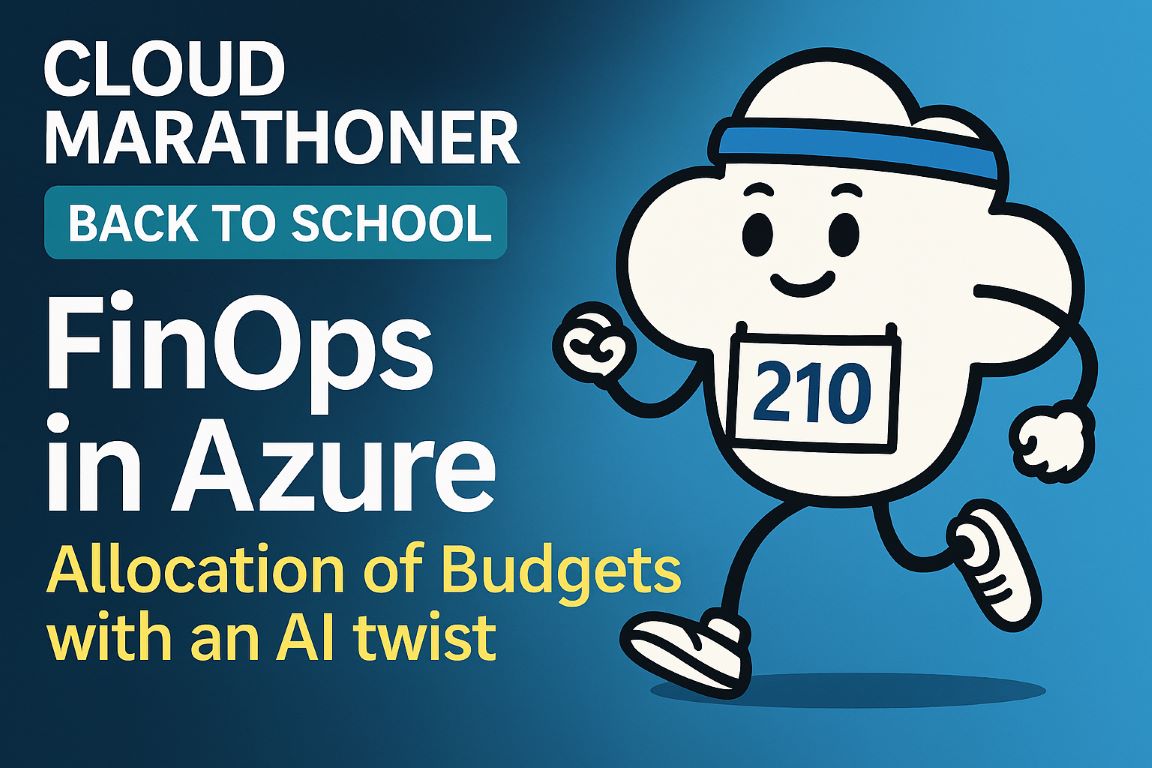 CLOUD
MARATHONER
BACK TO SCHOOL
FinOps
in Azure
Allocation of Budgets
with an AI twist
210